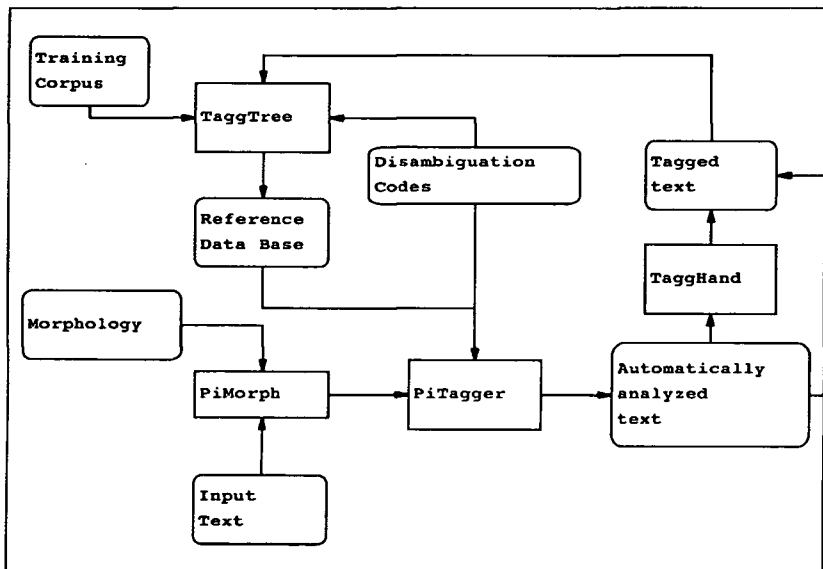 Training
Corpus
TaggTree
Disambiguation
Codes
Tagged
text
Reference
Data Base
TaggHand
Morphology
PiMorph
PiTagger
Automatically
analyzed
text
Input
Text